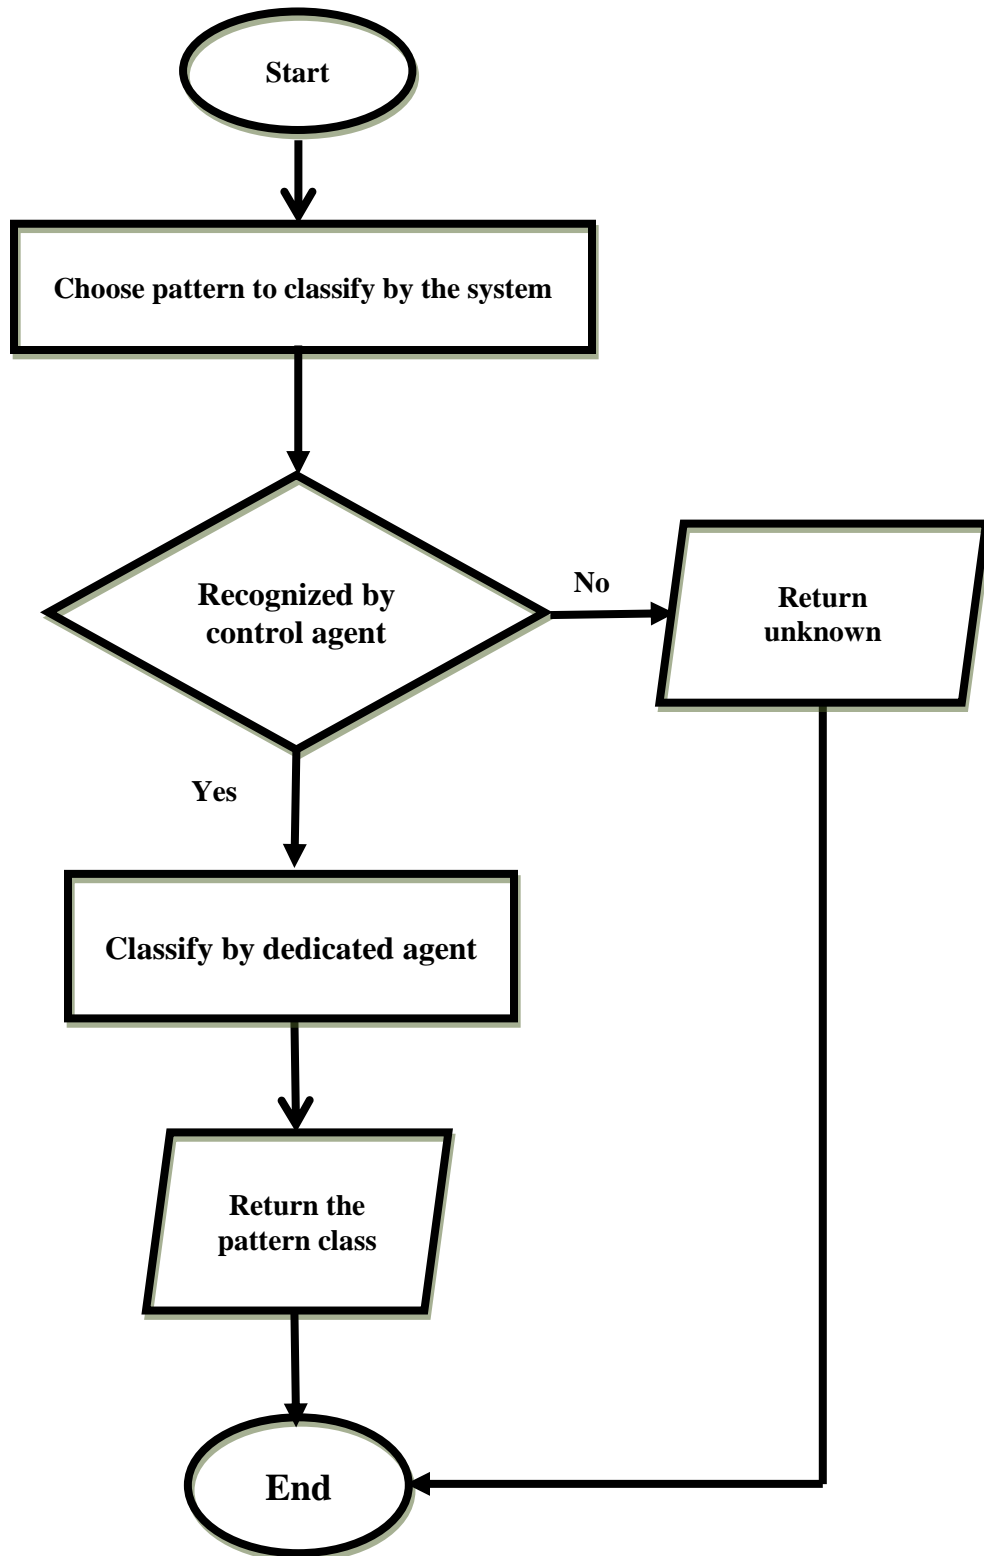 Start
Choose pattern to classify by the system
Recognized by
control agent
No
Return
unknown
Yes
Classify by dedicated agent
Return the
pattern class
End